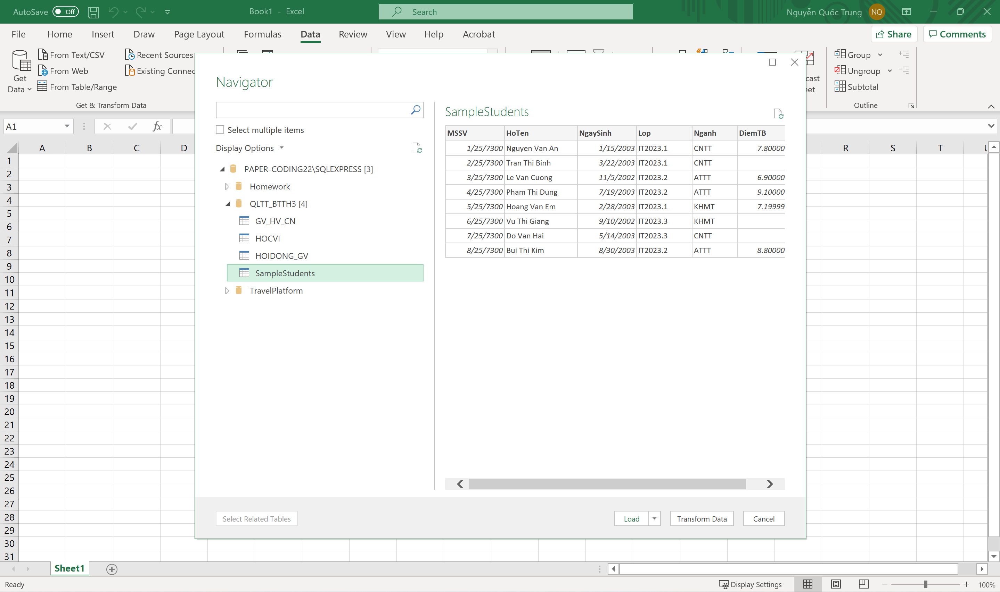 AutoSave Off Book1 - Excel Search Nguyễn Quốc Trung NQ
File Home Insert Draw Page Layout Formulas Data Review View Help Acrobat Share Comments
Get Data
From Text/CSV
From Web
From Table/Range
Recent Sources
Existing Connec
Get & Transform Data
cast
eet
Group
Ungroup
Subtotal
Outline
A1 fx
A B C D R S T
1
2
3
4
5
6
7
8
9
10
11
12
13
14
15
16
17
18
19
20
21
22
23
24
25
26
27
28
29
30
31
Navigator
Select multiple items
Display Options
PAPER-CODING22\SQLEXPRESS [3]
Homework
QLTT_BTTH3 [4]
GV_HV_CN
HOCVI
HOIDONG_GV
SampleStudents
TravelPlatform
SampleStudents
MSSV HoTen NgaySinh Lop Nganh DiemTB
1/25/7300 Nguyen Van An 1/15/2003 IT2023.1 CNTT 7.80000
2/25/7300 Tran Thi Binh 3/22/2003 IT2023.1 CNTT
3/25/7300 Le Van Cuong 11/5/2002 IT2023.2 ATTT 6.90000
4/25/7300 Pham Thi Dung 7/19/2003 IT2023.2 ATTT 9.10000
5/25/7300 Hoang Van Em 2/28/2003 IT2023.1 KHMT 7.19999
6/25/7300 Vu Thi Giang 9/10/2002 IT2023.3 KHMT
7/25/7300 Do Van Hai 5/14/2003 IT2023.3 CNTT
8/25/7300 Bui Thi Kim 8/30/2003 IT2023.2 ATTT 8.80000
Select Related Tables Load Transform Data Cancel
Sheet1
Ready Display Settings 100%